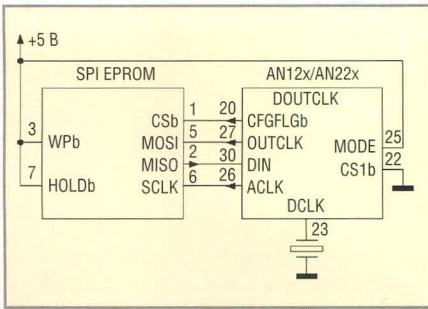 +5 В
SPI EPROM
AN12x/AN22x
DOUTCLK
CSb 1 20 CFGFLGb
3 WPb
MOSI 5 27 OUTCLK
MODE 25
MISO 2 30 DIN
7 HOLDb
CS1b 22
SCLK 6 26 ACLK
DCLK
23